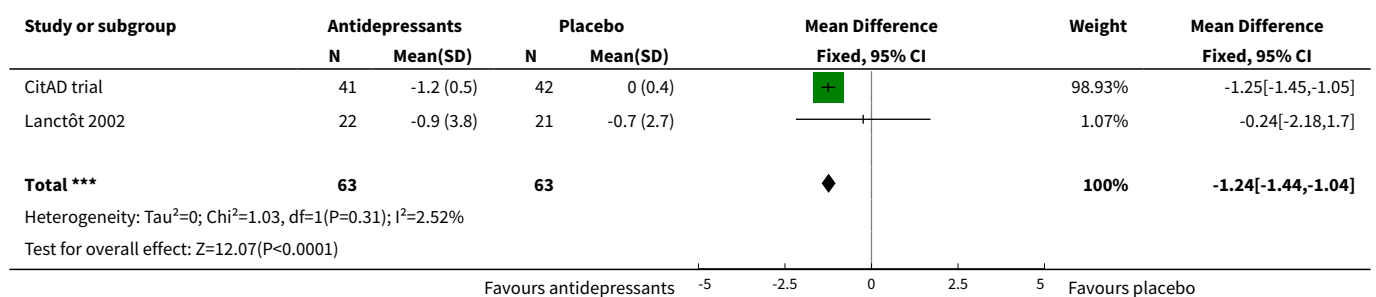 Study or subgroup Antidepressants Placebo Mean Difference Weight Mean Difference
N Mean(SD) N Mean(SD) Fixed, 95% CI Fixed, 95% CI
CitAD trial 41 -1.2 (0.5) 42 0 (0.4) 98.93% -1.25[-1.45,-1.05]
Lanctôt 2002 22 -0.9 (3.8) 21 -0.7 (2.7) 1.07% -0.24[-2.18,1.7]
Total *** 63 63 100% -1.24[-1.44,-1.04]
Heterogeneity: Tau²=0; Chi²=1.03, df=1(P=0.31); I²=2.52%
Test for overall effect: Z=12.07(P<0.0001)
Favours antidepressants -5 -2.5 0 2.5 5 Favours placebo